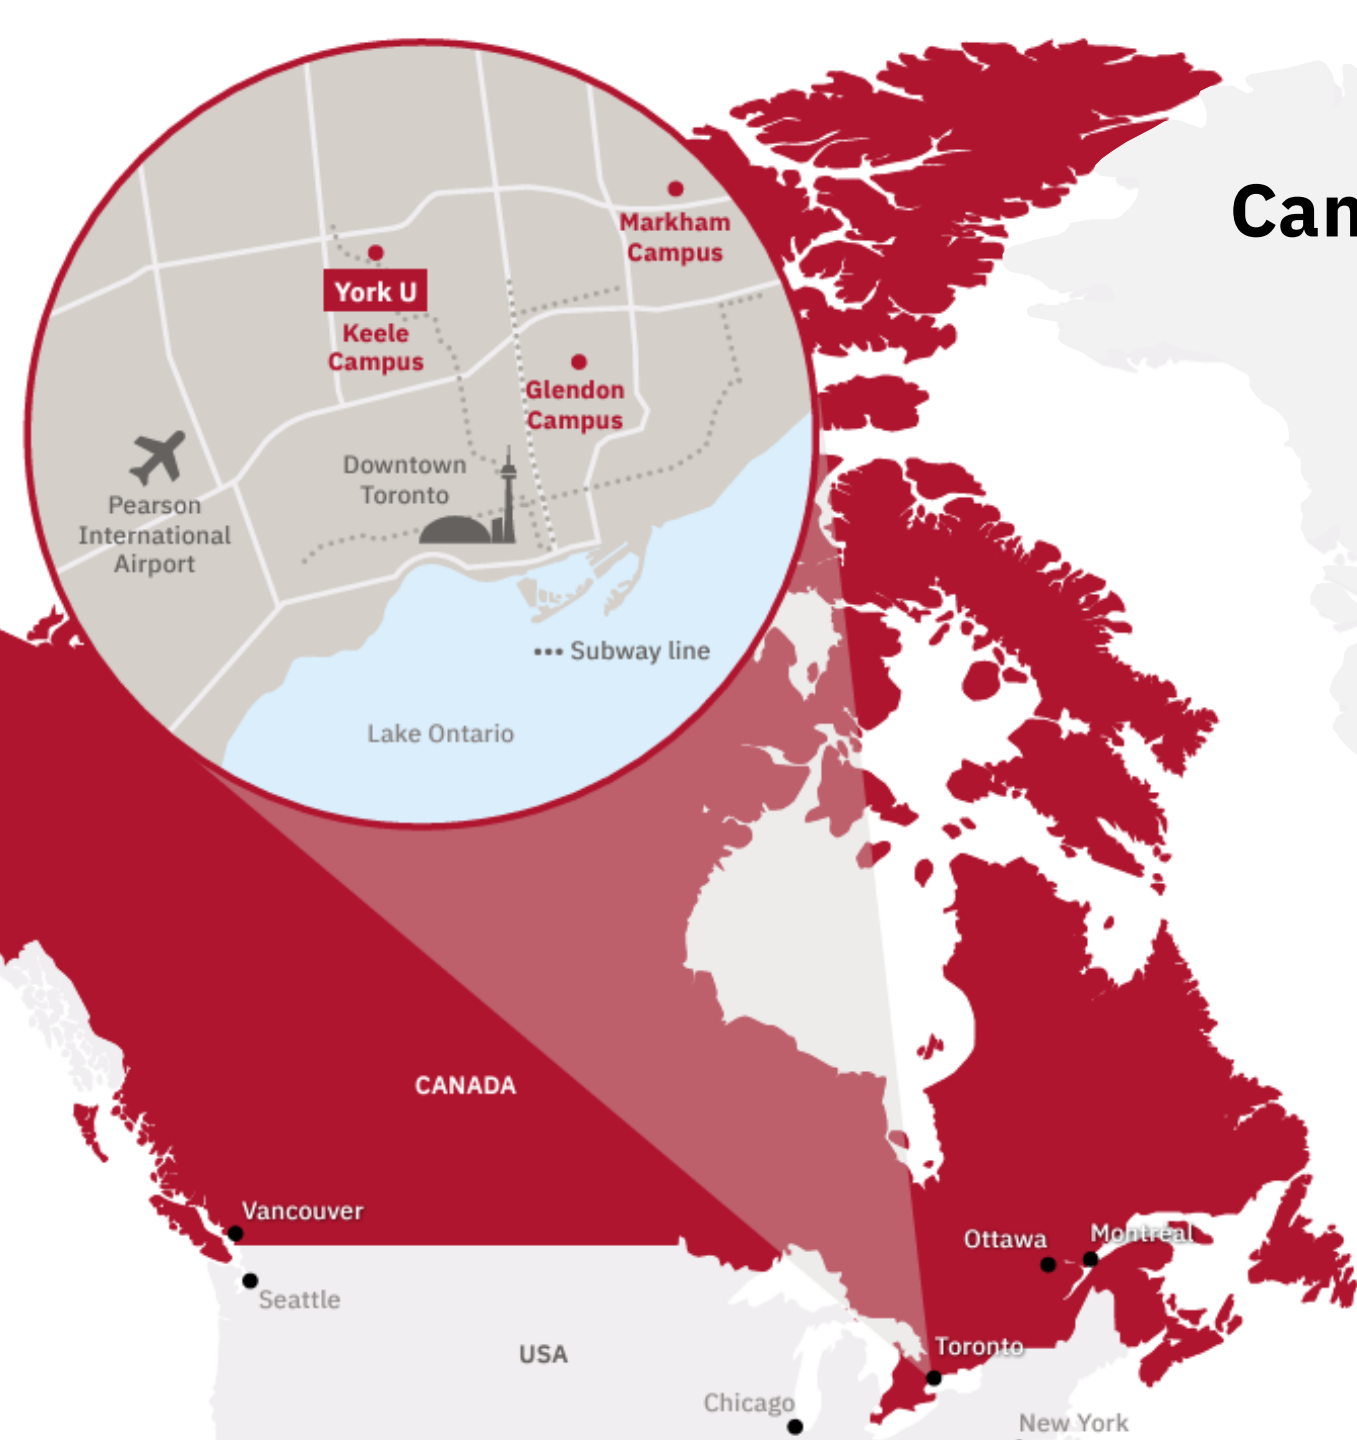 Can
Markham
Campus
York U
Keele
Campus
Glendon
Campus
Downtown
Toronto
Pearson
International
Airport
Subway line
Lake Ontario
CANADA
Vancouver
Seattle
Ottawa
Montreal
USA
Toronto
Chicago
New York